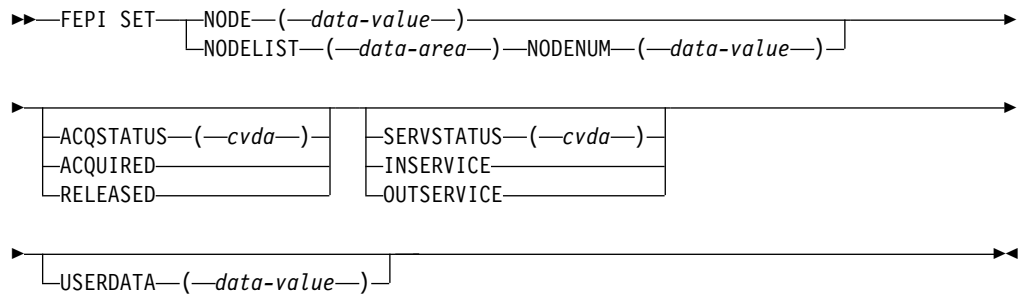 FEPI SET NODE (data-value)
NODELIST (data-area) NODENUM (data-value)
ACQSTATUS (cvda) SERVSTATUS (cvda)
ACQUIRED INSERVICE
RELEASED OUTSERVICE
USERDATA (data-value)